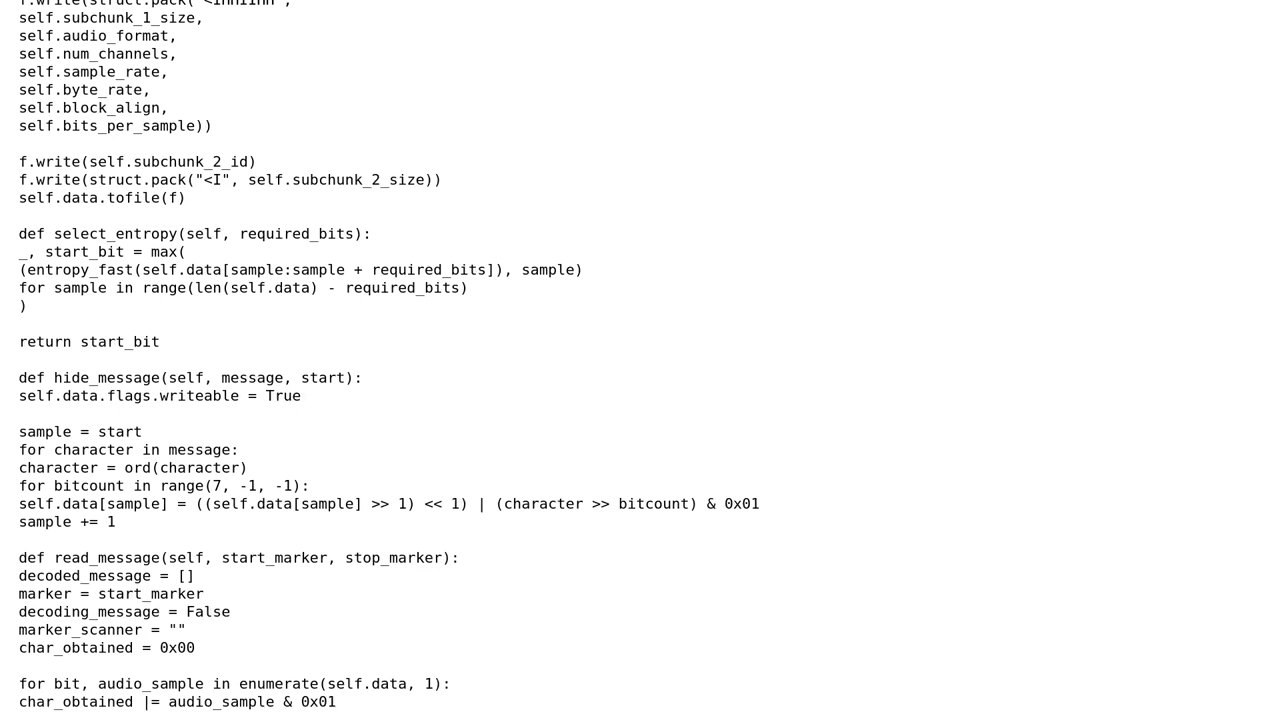 self.subchunk_1_size,
self.audio_format,
self.num_channels,
self.sample_rate,
self.byte_rate,
self.block_align,
self.bits_per_sample))
f.write(self.subchunk_2_id)
f.write(struct.pack("<I", self.subchunk_2_size))
self.data.tofile(f)
def select_entropy(self, required_bits):
_, start_bit = max(
(entropy_fast(self.data[sample:sample + required_bits]), sample)
for sample in range(len(self.data) - required_bits)
)
return start_bit
def hide_message(self, message, start):
self.data.flags.writeable = True
sample = start
for character in message:
character = ord(character)
for bitcount in range(7, -1, -1):
self.data[sample] = ((self.data[sample] >> 1) << 1) | (character >> bitcount) & 0x01
sample += 1
def read_message(self, start_marker, stop_marker):
decoded_message = []
marker = start_marker
decoding_message = False
marker_scanner = ""
char_obtained = 0x00
for bit, audio_sample in enumerate(self.data, 1):
char_obtained |= audio_sample & 0x01